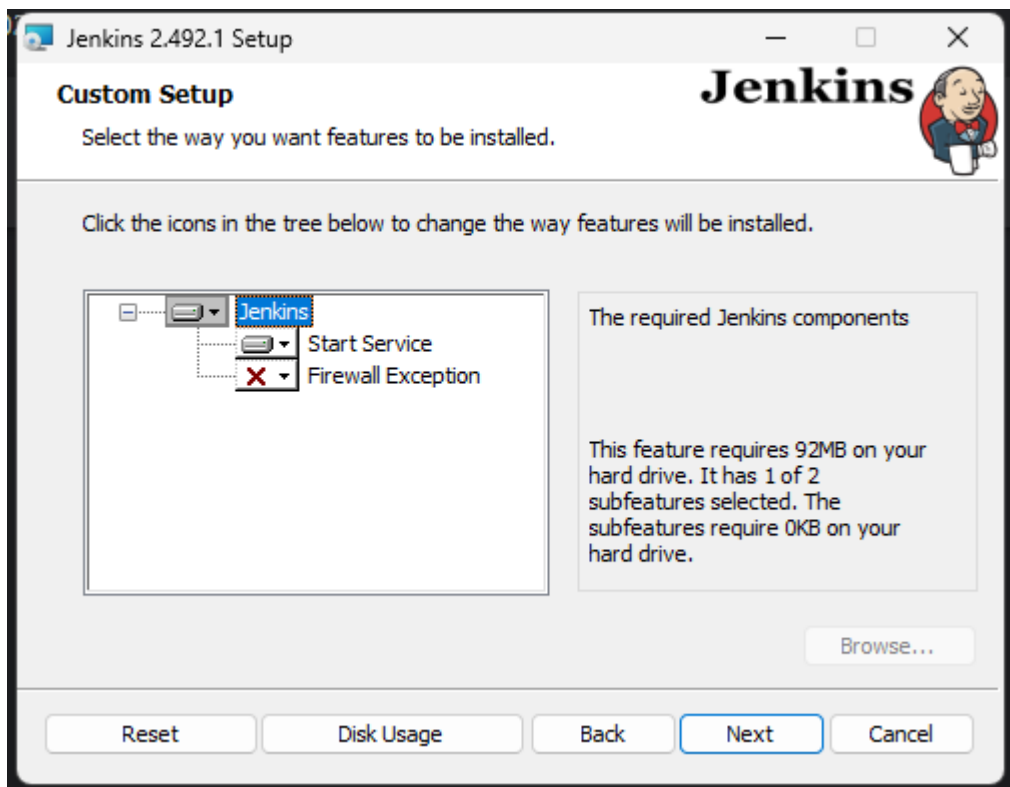 Jenkins 2.492.1 Setup
Custom Setup
Jenkins
Select the way you want features to be installed.
Click the icons in the tree below to change the way features will be installed.
Jenkins
Start Service
Firewall Exception
The required Jenkins components
This feature requires 92MB on your
hard drive. It has 1 of 2
subfeatures selected. The
subfeatures require 0KB on your
hard drive.
Browse...
Reset
Disk Usage
Back
Next
Cancel